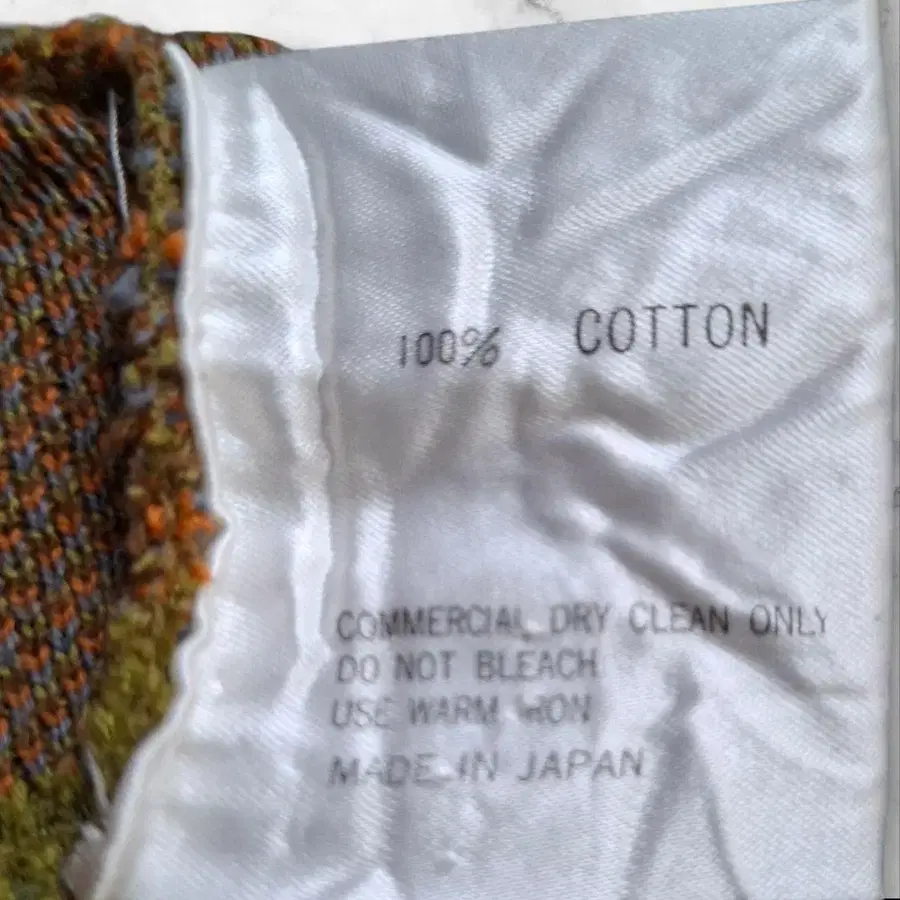 100% COTTON
COMMERCIAL DRY CLEAN ONLY
DO NOT BLEACH
USE WARM IRON
MADE IN JAPAN